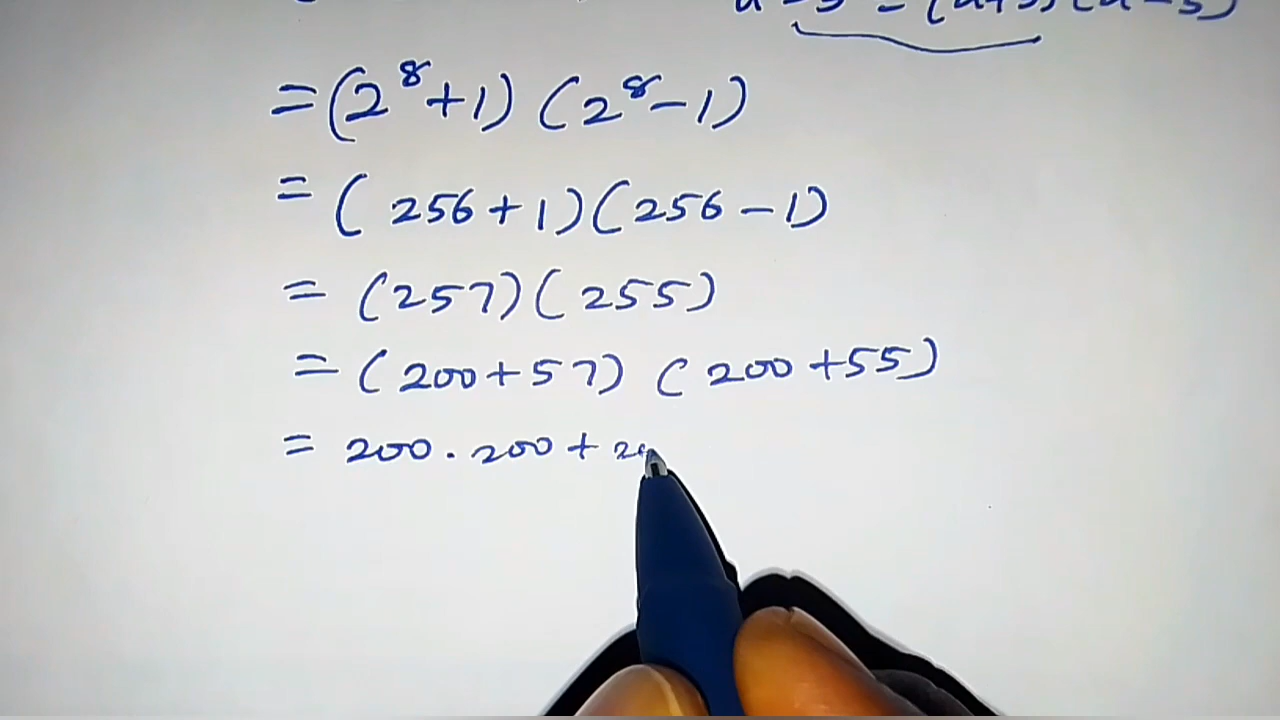 = (2⁸+1) (2⁸-1)
= (256+1)(256-1)
= (257)(255)
= (200+57) (200+55)
= 200.200+